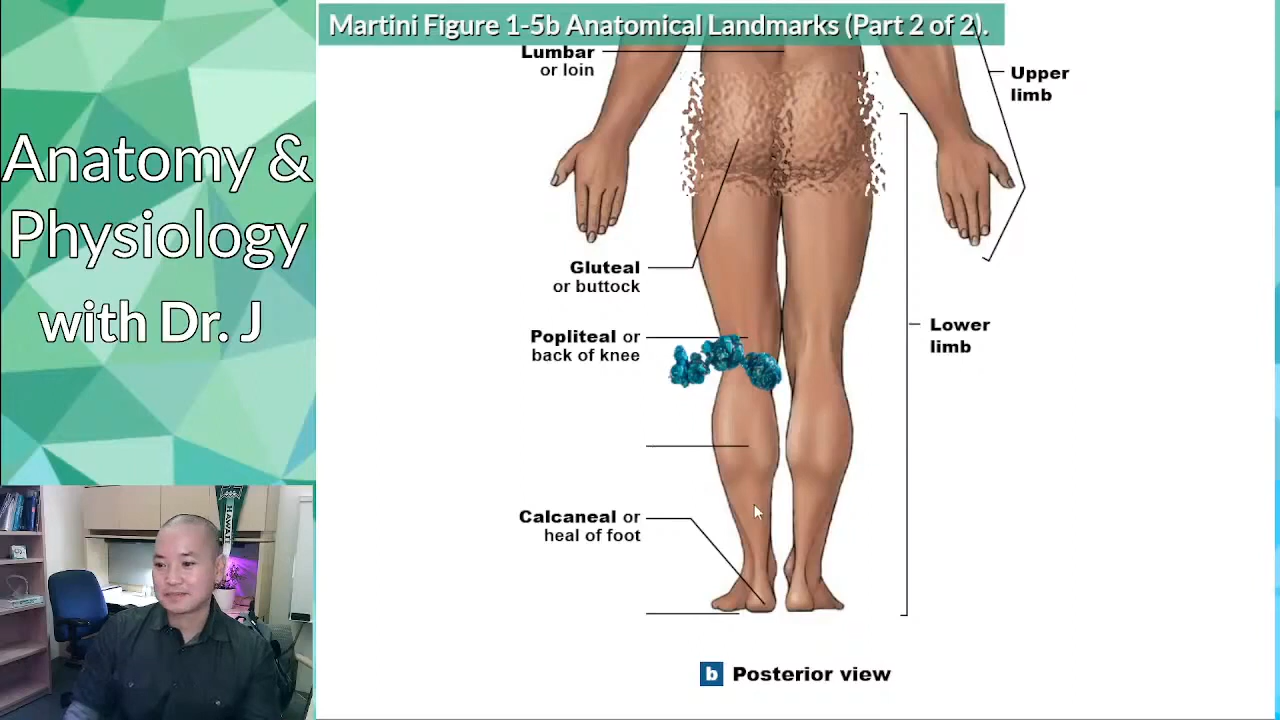 Martini Figure 1-5b Anatomical Landmarks (Part 2 of 2).
Anatomy &
Physiology
with Dr. J
Lumbar
or loin
Upper
limb
Gluteal
or buttock
Popliteal or
back of knee
Lower
limb
Calcaneal or
heal of foot
b Posterior view
HAWAI'I